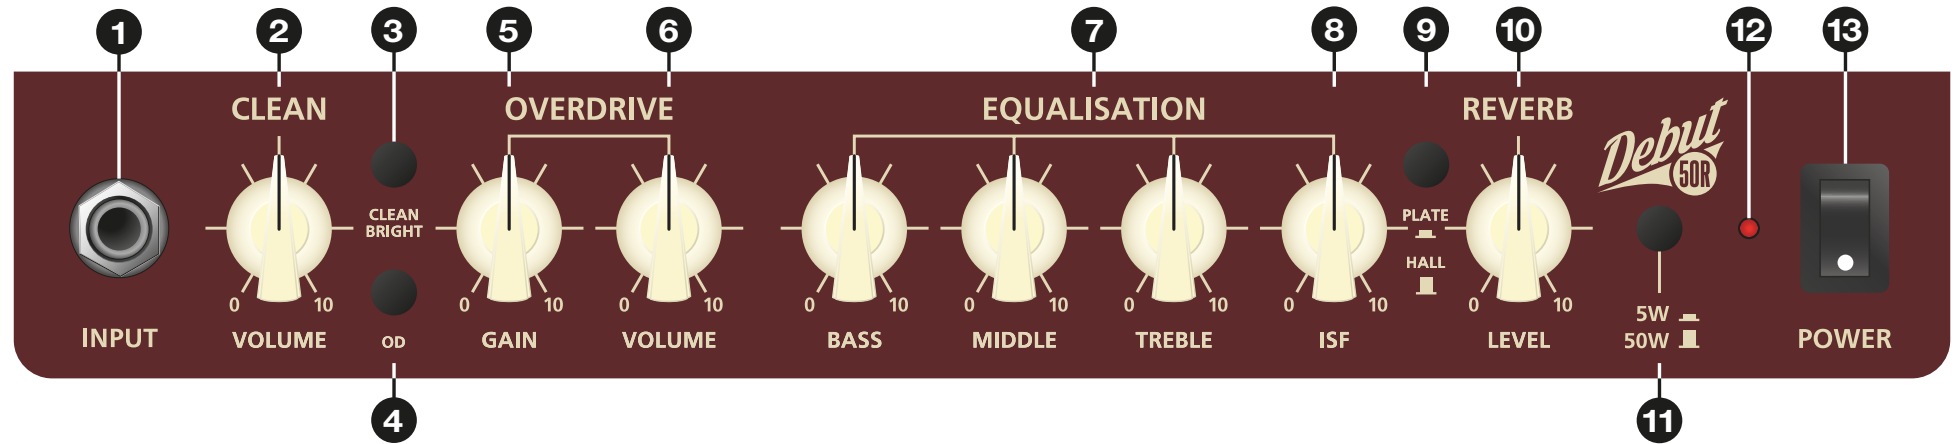 1 2 3 5 6 7 8 9 10 12 13
CLEAN OVERDRIVE EQUALISATION REVERB
Debut
50R
CLEAN
BRIGHT
PLATE
HALL
0 10 0 10 0 10 0 10 0 10 0 10 0 10 0 10
5W
50W
INPUT VOLUME OD GAIN VOLUME BASS MIDDLE TREBLE ISF LEVEL POWER
4 11